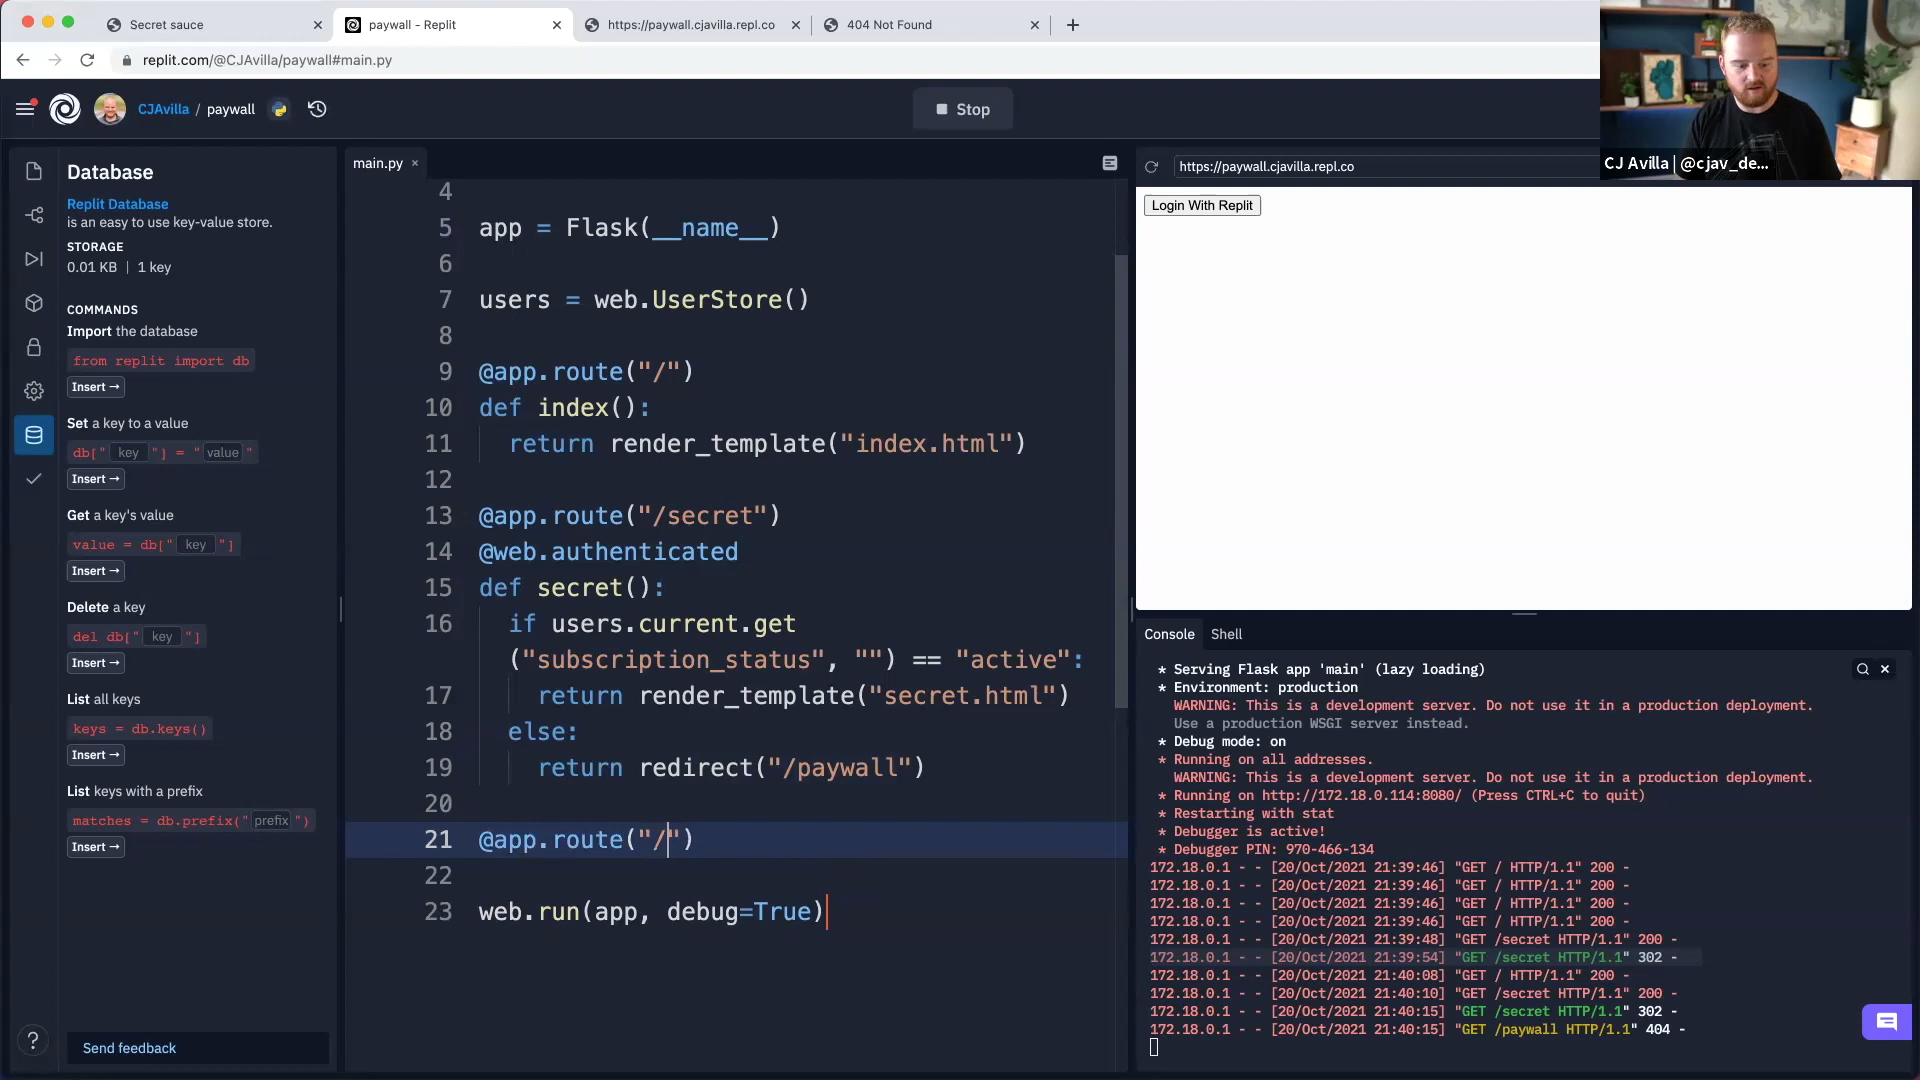 Secret sauce
paywall - Replit
https://paywall.cjavilla.repl.co
404 Not Found
replit.com/@CJAvilla/paywall#main.py
CJAvilla / paywall
Stop
CJ Avilla | @cjav_de...
Database
Replit Database
is an easy to use key-value store.
STORAGE
0.01 KB | 1 key
COMMANDS
Import the database
from replit import db
Insert →
Set a key to a value
db[" key "] = " value "
Insert →
Get a key's value
value = db[" key "]
Insert →
Delete a key
del db[" key "]
Insert →
List all keys
keys = db.keys()
Insert →
List keys with a prefix
matches = db.prefix(" prefix ")
Insert →
Send feedback
main.py
4
5 app = Flask(__name__)
6
7 users = web.UserStore()
8
9 @app.route("/")
10 def index():
11 return render_template("index.html")
12
13 @app.route("/secret")
14 @web.authenticated
15 def secret():
16 if users.current.get
("subscription_status", "") == "active":
17 return render_template("secret.html")
18 else:
19 return redirect("/paywall")
20
21 @app.route("/")
22
23 web.run(app, debug=True)
https://paywall.cjavilla.repl.co
Login With Replit
Console Shell
* Serving Flask app 'main' (lazy loading)
* Environment: production
WARNING: This is a development server. Do not use it in a production deployment.
Use a production WSGI server instead.
* Debug mode: on
* Running on all addresses.
WARNING: This is a development server. Do not use it in a production deployment.
* Running on http://172.18.0.114:8080/ (Press CTRL+C to quit)
* Restarting with stat
* Debugger is active!
* Debugger PIN: 970-466-134
172.18.0.1 - - [20/Oct/2021 21:39:46] "GET / HTTP/1.1" 200 -
172.18.0.1 - - [20/Oct/2021 21:39:46] "GET / HTTP/1.1" 200 -
172.18.0.1 - - [20/Oct/2021 21:39:46] "GET / HTTP/1.1" 200 -
172.18.0.1 - - [20/Oct/2021 21:39:46] "GET / HTTP/1.1" 200 -
172.18.0.1 - - [20/Oct/2021 21:39:48] "GET /secret HTTP/1.1" 200 -
172.18.0.1 - - [20/Oct/2021 21:39:54] "GET /secret HTTP/1.1" 302 -
172.18.0.1 - - [20/Oct/2021 21:40:08] "GET / HTTP/1.1" 200 -
172.18.0.1 - - [20/Oct/2021 21:40:10] "GET /secret HTTP/1.1" 200 -
172.18.0.1 - - [20/Oct/2021 21:40:15] "GET /secret HTTP/1.1" 302 -
172.18.0.1 - - [20/Oct/2021 21:40:15] "GET /paywall HTTP/1.1" 404 -